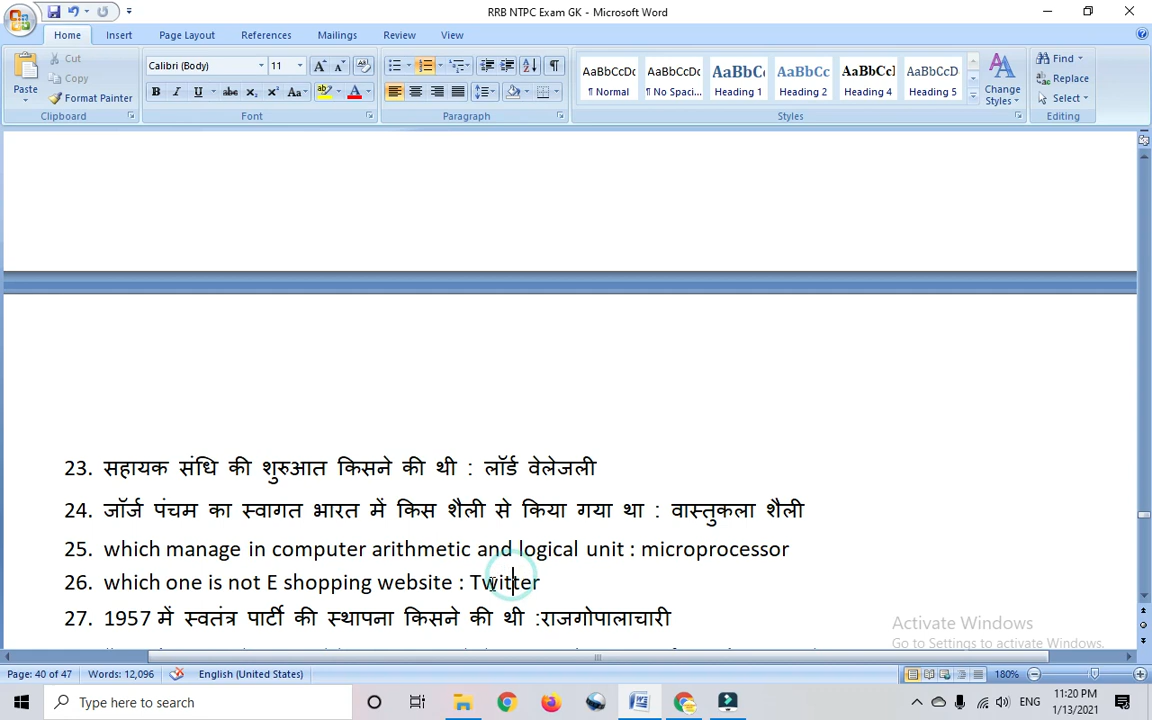 RRB NTPC Exam GK - Microsoft Word
Home Insert Page Layout References Mailings Review View
Paste Cut Copy Format Painter Clipboard
Calibri (Body) 11 Font
Paragraph
AaBbCcDc ¶ Normal AaBbCcDc ¶ No Spaci... AaBbC Heading 1 AaBbCc Heading 2 AaBbCcI Heading 4 AaBbCcD Heading 5 Styles
Change Styles
Find Replace Select Editing
23. सहायक संधि की शुरुआत किसने की थी : लॉर्ड वेलेजली
24. जॉर्ज पंचम का स्वागत भारत में किस शैली से किया गया था : वास्तुकला शैली
25. which manage in computer arithmetic and logical unit : microprocessor
26. which one is not E shopping website : Twitter
27. 1957 में स्वतंत्र पार्टी की स्थापना किसने की थी :राजगोपालाचारी
Activate Windows
Go to Settings to activate Windows.
Page: 40 of 47 Words: 12,096 English (United States) 180%
Type here to search
ENG 11:20 PM
1/13/2021